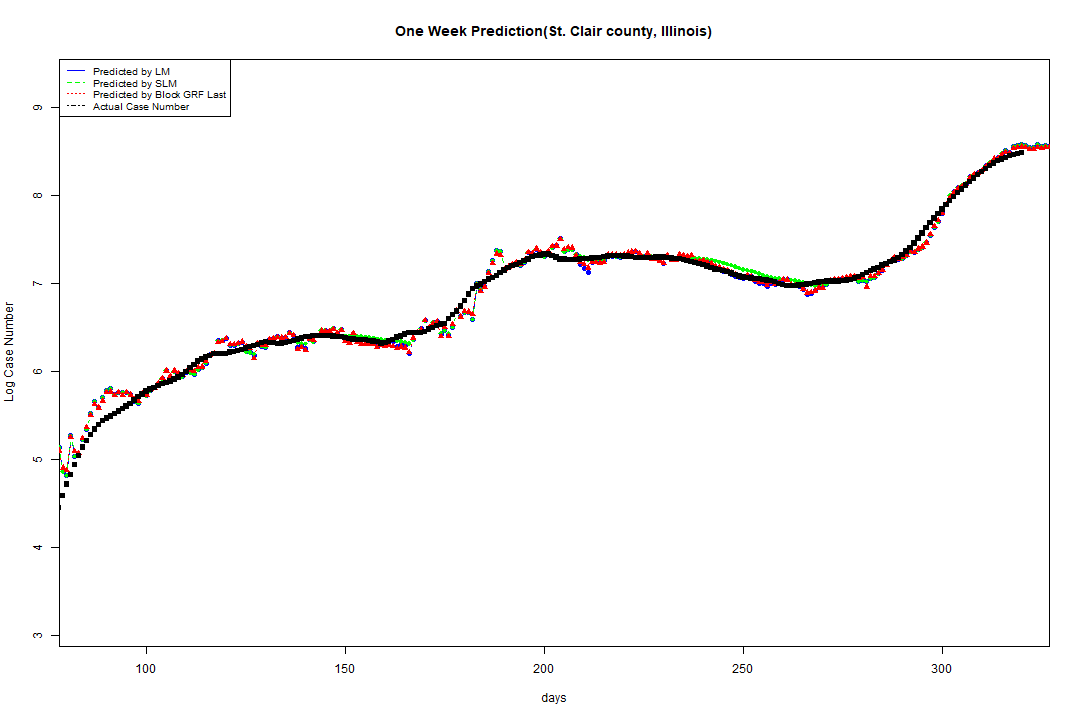 One Week Prediction(St. Clair county, Illinois)
Predicted by LM
Predicted by SLM
Predicted by Block GRF Last
Actual Case Number
Log Case Number
9
8
7
6
5
4
3
100 150 200 250 300
days